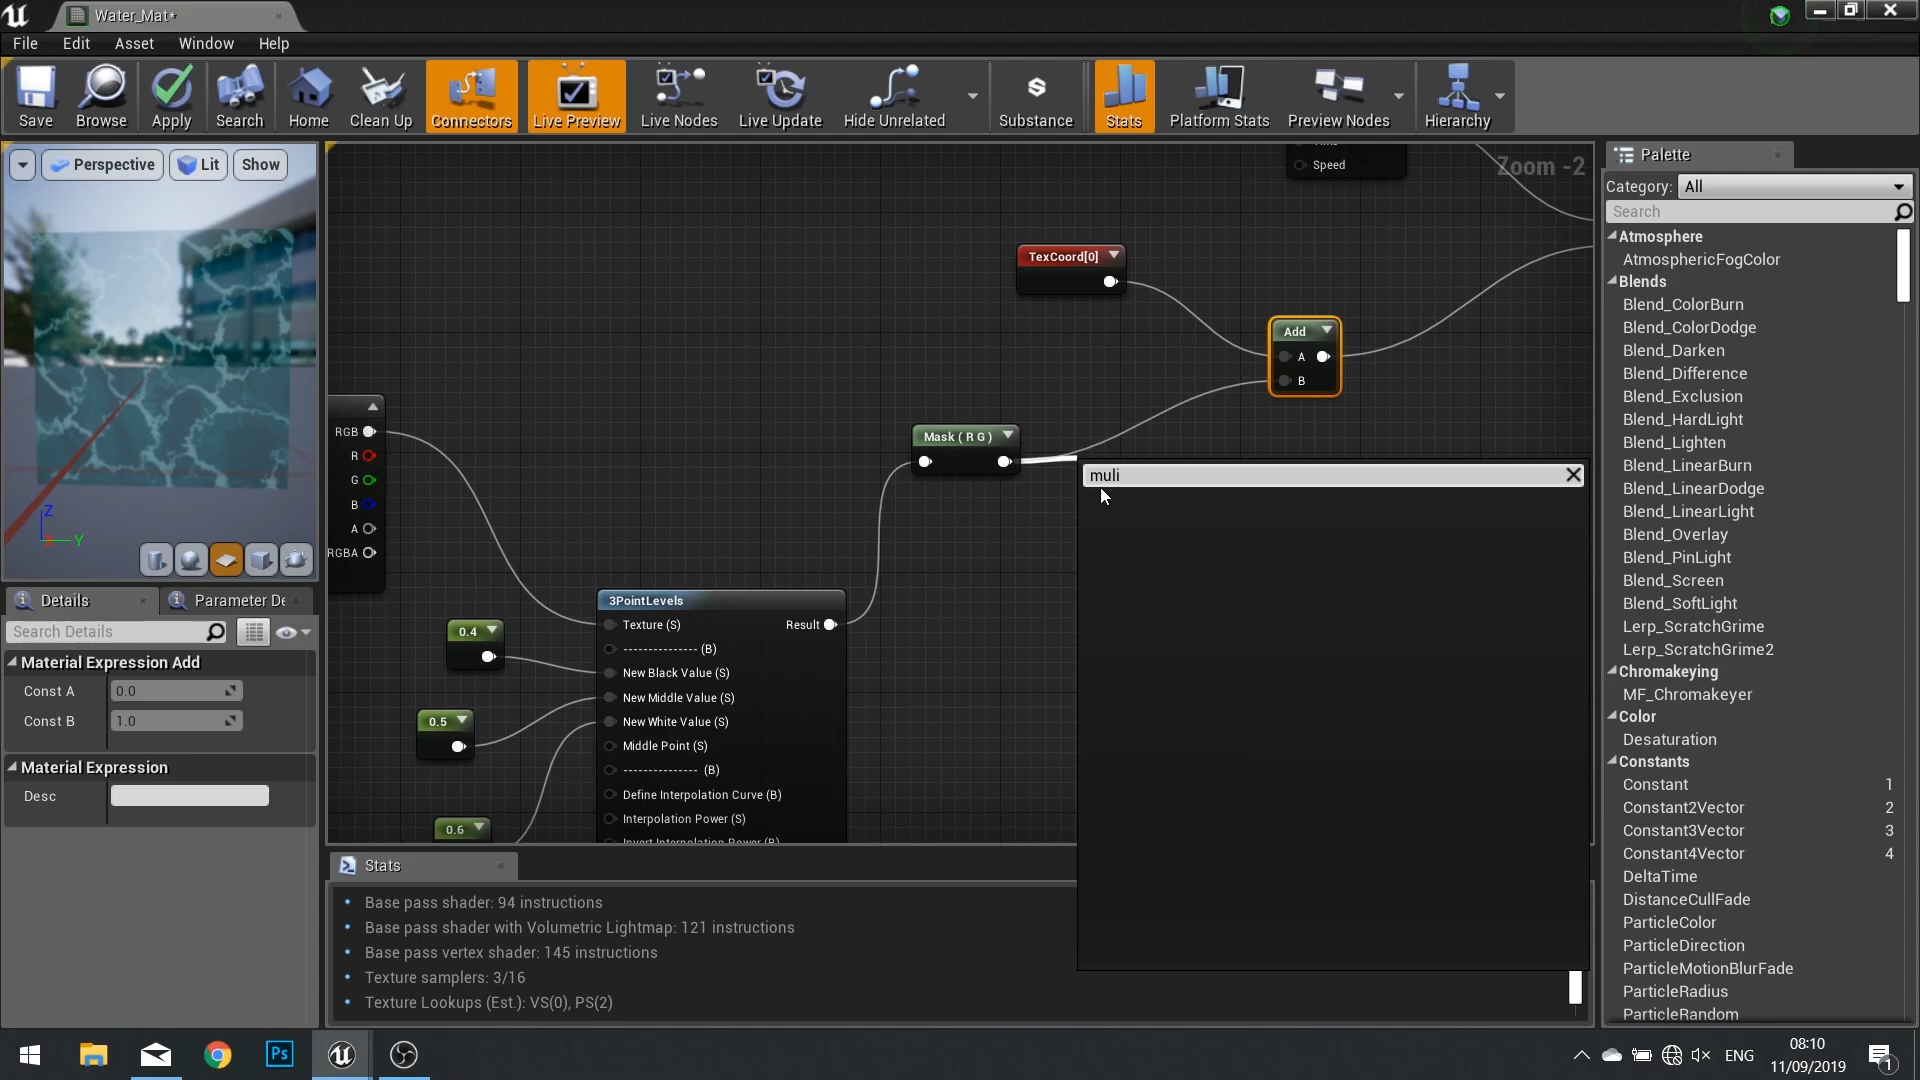 Water_Mat*
File Edit Asset Window Help
Save Browse Apply Search Home Clean Up Connectors Live Preview Live Nodes Live Update Hide Unrelated Substance Stats Platform Stats Preview Nodes Hierarchy
Perspective Lit Show
Z
Y
Zoom -2
Speed
TexCoord[0]
Add
A
B
Mask ( R G )
muli
RGB
R
G
B
A
RGBA
0.4
0.5
0.6
3PointLevels
Texture (S) Result
--------------- (B)
New Black Value (S)
New Middle Value (S)
New White Value (S)
Middle Point (S)
--------------- (B)
Define Interpolation Curve (B)
Interpolation Power (S)
Invert Interpolation Power (B)
Details Parameter De
Search Details
Material Expression Add
Const A 0.0
Const B 1.0
Material Expression
Desc
Stats
• Base pass shader: 94 instructions
• Base pass shader with Volumetric Lightmap: 121 instructions
• Base pass vertex shader: 145 instructions
• Texture samplers: 3/16
• Texture Lookups (Est.): VS(0), PS(2)
Palette
Category: All
Search
Atmosphere
AtmosphericFogColor
Blends
Blend_ColorBurn
Blend_ColorDodge
Blend_Darken
Blend_Difference
Blend_Exclusion
Blend_HardLight
Blend_Lighten
Blend_LinearBurn
Blend_LinearDodge
Blend_LinearLight
Blend_Overlay
Blend_PinLight
Blend_Screen
Blend_SoftLight
Lerp_ScratchGrime
Lerp_ScratchGrime2
Chromakeying
MF_Chromakeyer
Color
Desaturation
Constants
Constant 1
Constant2Vector 2
Constant3Vector 3
Constant4Vector 4
DeltaTime
DistanceCullFade
ParticleColor
ParticleDirection
ParticleMotionBlurFade
ParticleRadius
ParticleRandom
Ps
ENG
08:10
11/09/2019
1